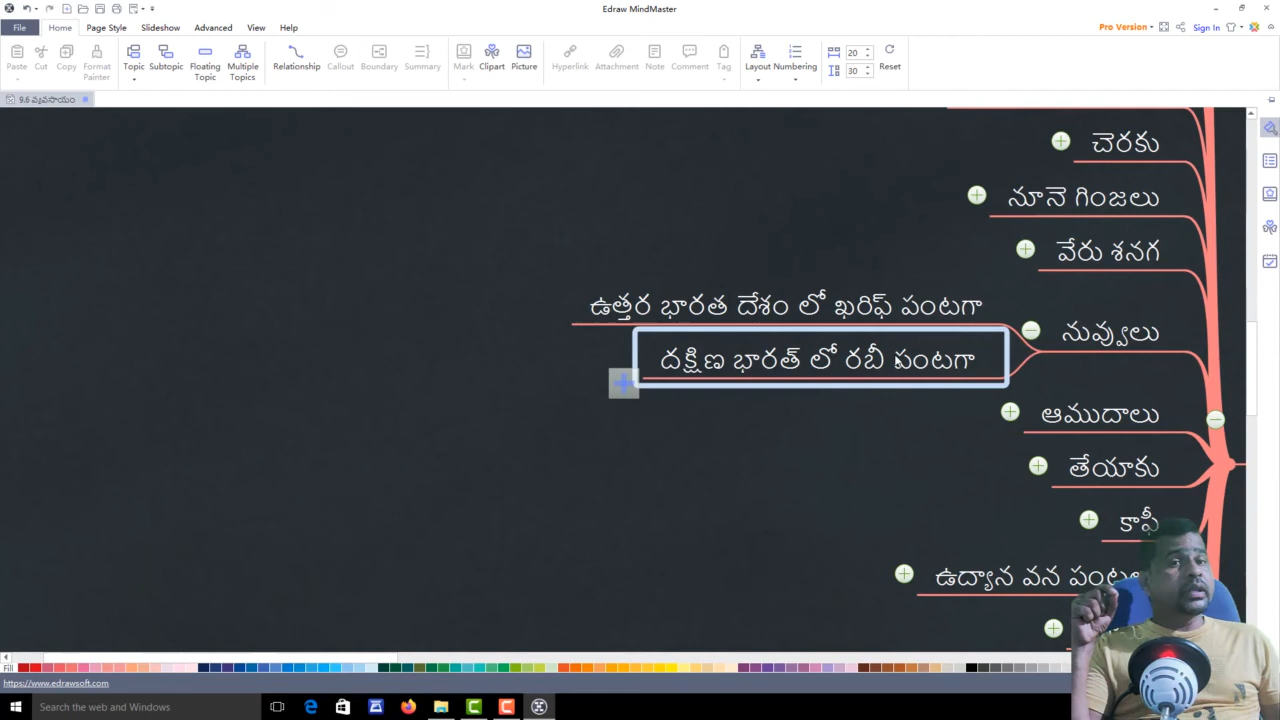 Edraw MindMaster
File
Home
Page Style
Slideshow
Advanced
View
Help
Pro Version
Sign In
Paste
Cut
Copy
Format Painter
Topic
Subtopic
Floating Topic
Multiple Topics
Relationship
Callout
Boundary
Summary
Mark
Clipart
Picture
Hyperlink
Attachment
Note
Comment
Tag
Layout
Numbering
20
30
Reset
9.6 వ్యవసాయం
చెరకు
నూనె గింజలు
వేరు శనగ
ఉత్తర భారత దేశం లో ఖరిఫ్ పంటగా
నువ్వులు
దక్షిణ భారత్ లో రబీ పంటగా
ఆముదాలు
తేయాకు
కాఫీ
ఉద్యాన వన
Fill
https://www.edrawsoft.com
Search the web and Windows